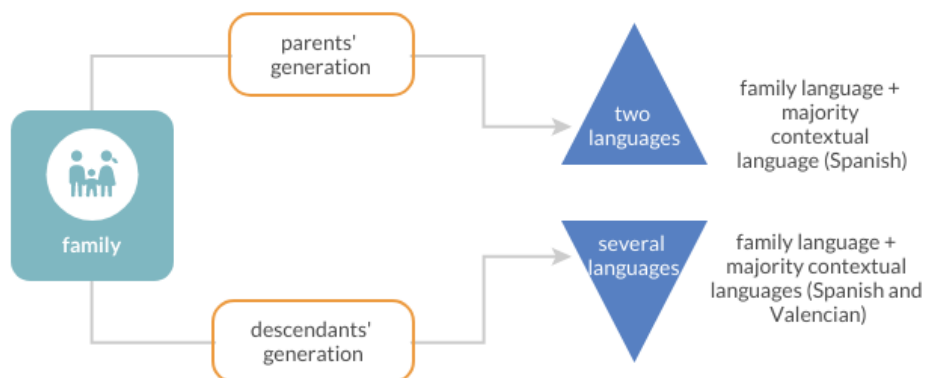 parents'
generation
two
languages
family language +
majority
contextual
language (Spanish)
family
several
languages
family language +
majority contextual
languages (Spanish and
Valencian)
descendants'
generation